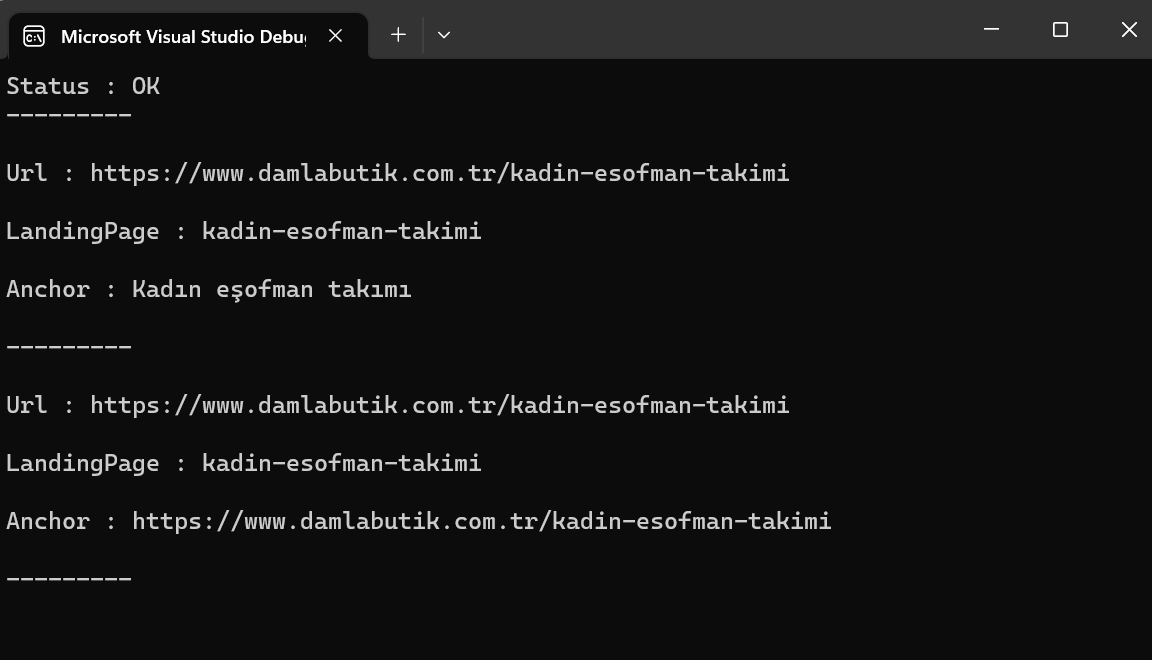 Microsoft Visual Studio Debu
Status : OK
---------
Url : https://www.damlabutik.com.tr/kadin-esofman-takimi
LandingPage : kadin-esofman-takimi
Anchor : Kadın eşofman takımı
---------
Url : https://www.damlabutik.com.tr/kadin-esofman-takimi
LandingPage : kadin-esofman-takimi
Anchor : https://www.damlabutik.com.tr/kadin-esofman-takimi
---------